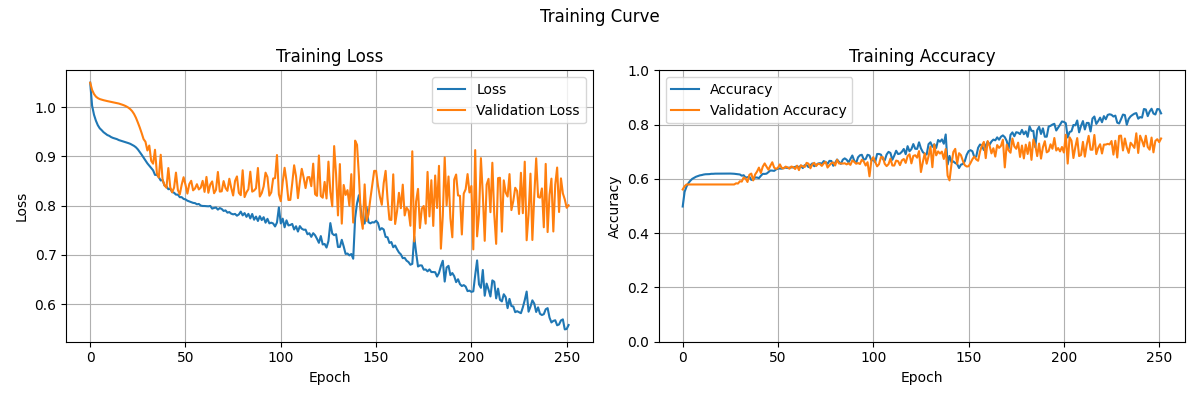 Training Curve
Training Loss
Loss
Validation Loss
1.0
0.9
0.8
0.7
0.6
Loss
0
50
100
150
200
250
Epoch
Training Accuracy
Accuracy
Validation Accuracy
1.0
0.8
0.6
0.4
0.2
0.0
Accuracy
0
50
100
150
200
250
Epoch